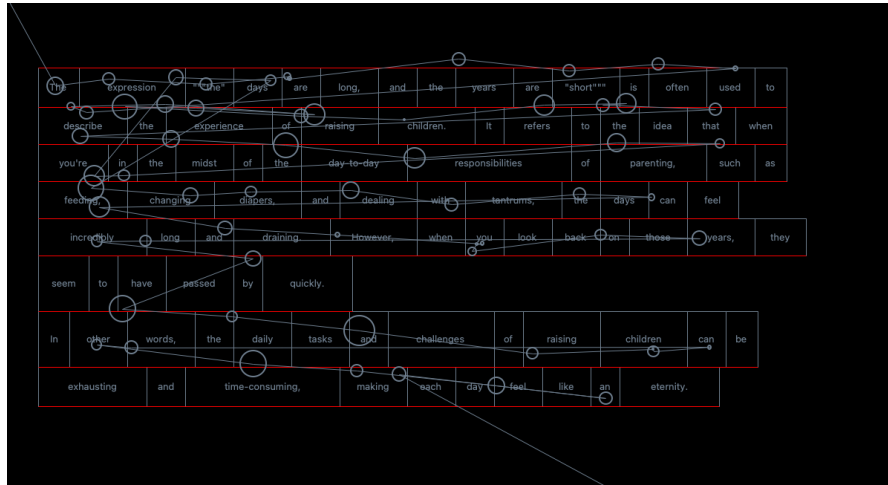 The expression ""the" days are long, and the years are "short""" is often used to
describe the experience of raising children. It refers to the idea that when
you're in the midst of the day-to-day responsibilities of parenting, such as
feeding, changing diapers, and dealing with tantrums, the days can feel
incredibly long and draining. However, when you look back on those years, they
seem to have passed by quickly.
In other words, the daily tasks and challenges of raising children can be
exhausting and time-consuming, making each day feel like an eternity.